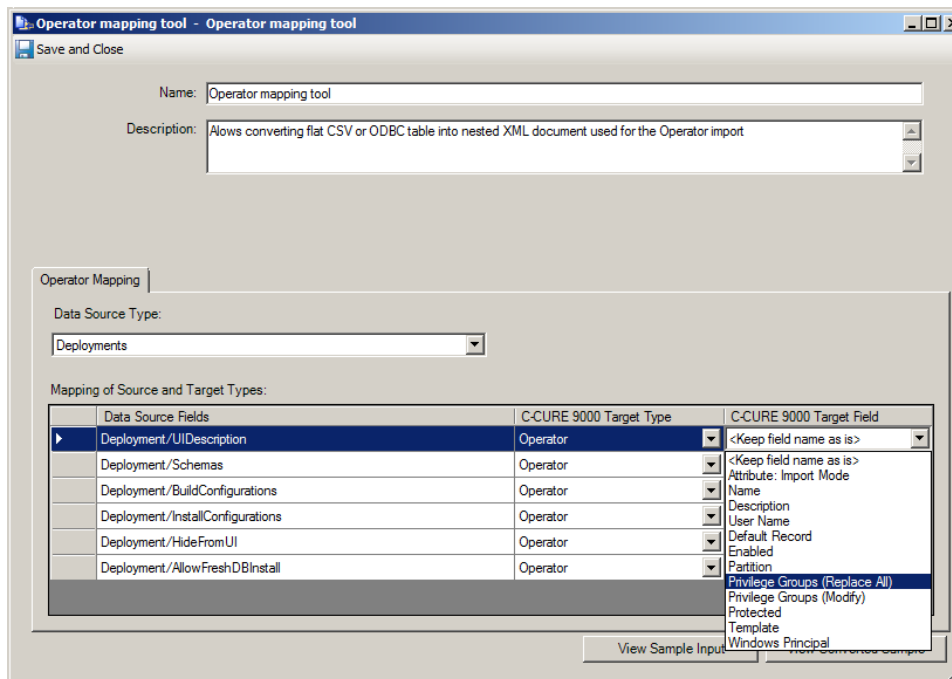 Operator mapping tool - Operator mapping tool
Save and Close
Name: Operator mapping tool
Description: Alows converting flat CSV or ODBC table into nested XML document used for the Operator import
Operator Mapping
Data Source Type:
Deployments
Mapping of Source and Target Types:
Data Source Fields C-CURE 9000 Target Type C-CURE 9000 Target Field
Deployment/UIDescription Operator <Keep field name as is>
Deployment/Schemas Operator
Deployment/BuildConfigurations Operator
Deployment/InstallConfigurations Operator
Deployment/HideFromUI Operator
Deployment/AllowFreshDBInstall Operator
<Keep field name as is>
Attribute: Import Mode
Name
Description
User Name
Default Record
Enabled
Partition
Privilege Groups (Replace All)
Privilege Groups (Modify)
Protected
Template
Windows Principal
View Sample Input View Converted Sample